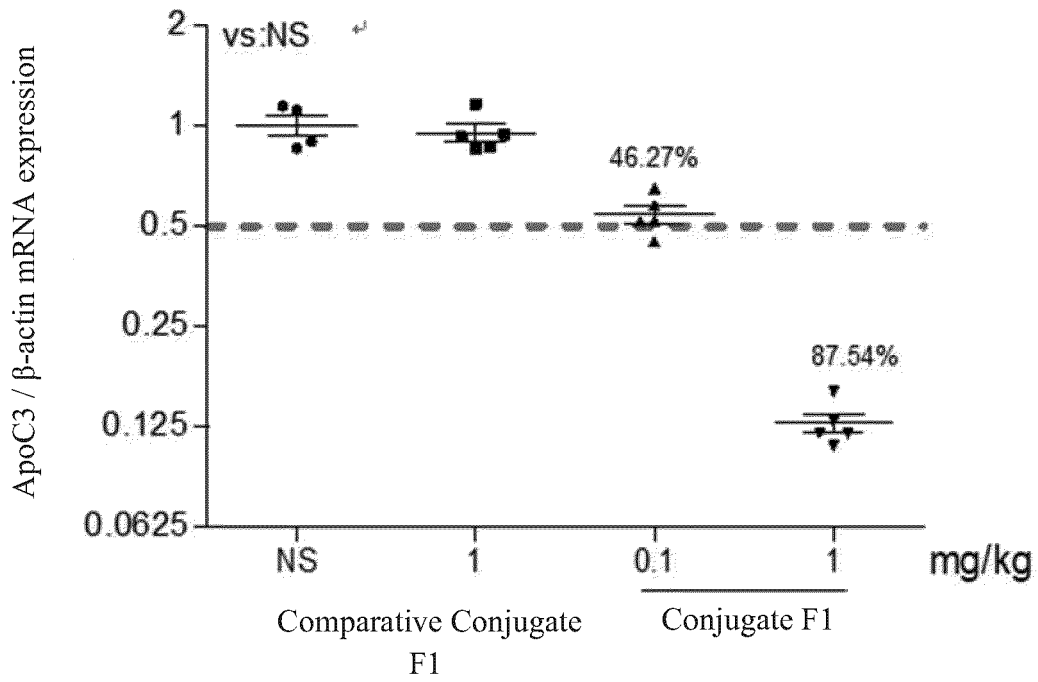 ApoC3 / β-actin mRNA expression
2
vs:NS ↵
1
46.27%
0.5
0.25
87.54%
0.125
0.0625
NS 1 0.1 1 mg/kg
Comparative Conjugate F1
Conjugate F1